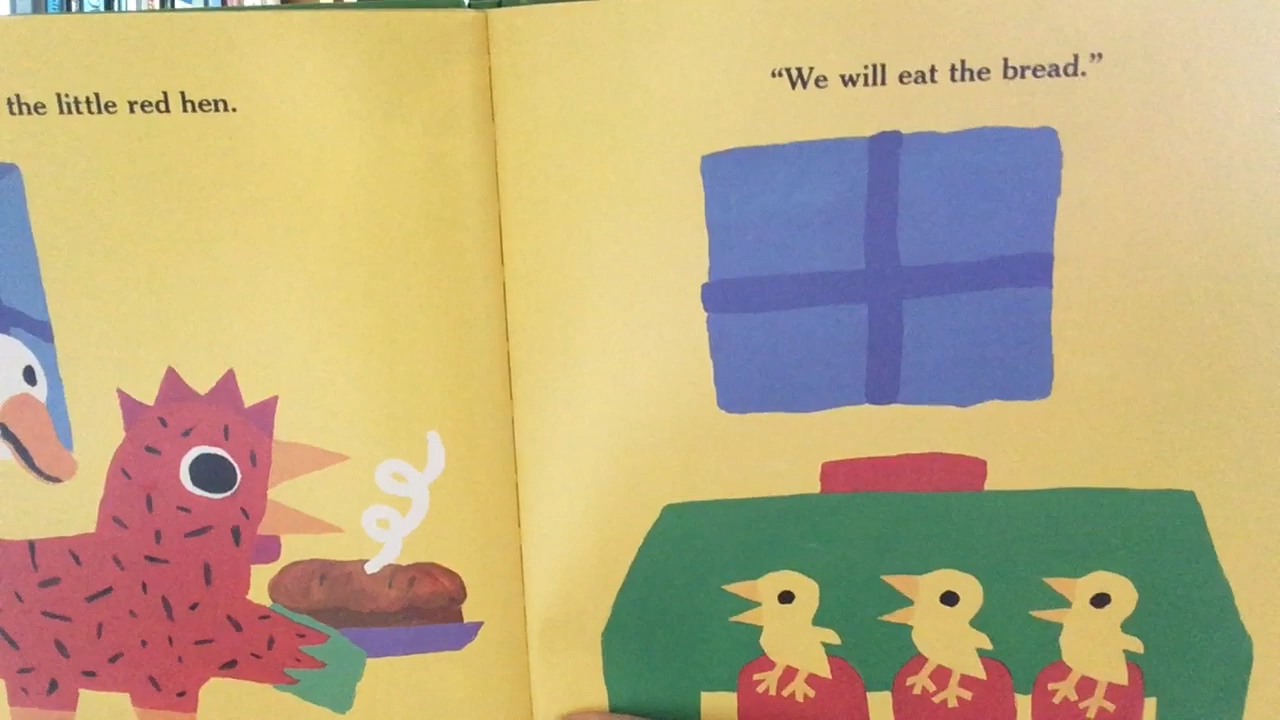 the little red hen.
“We will eat the bread.”